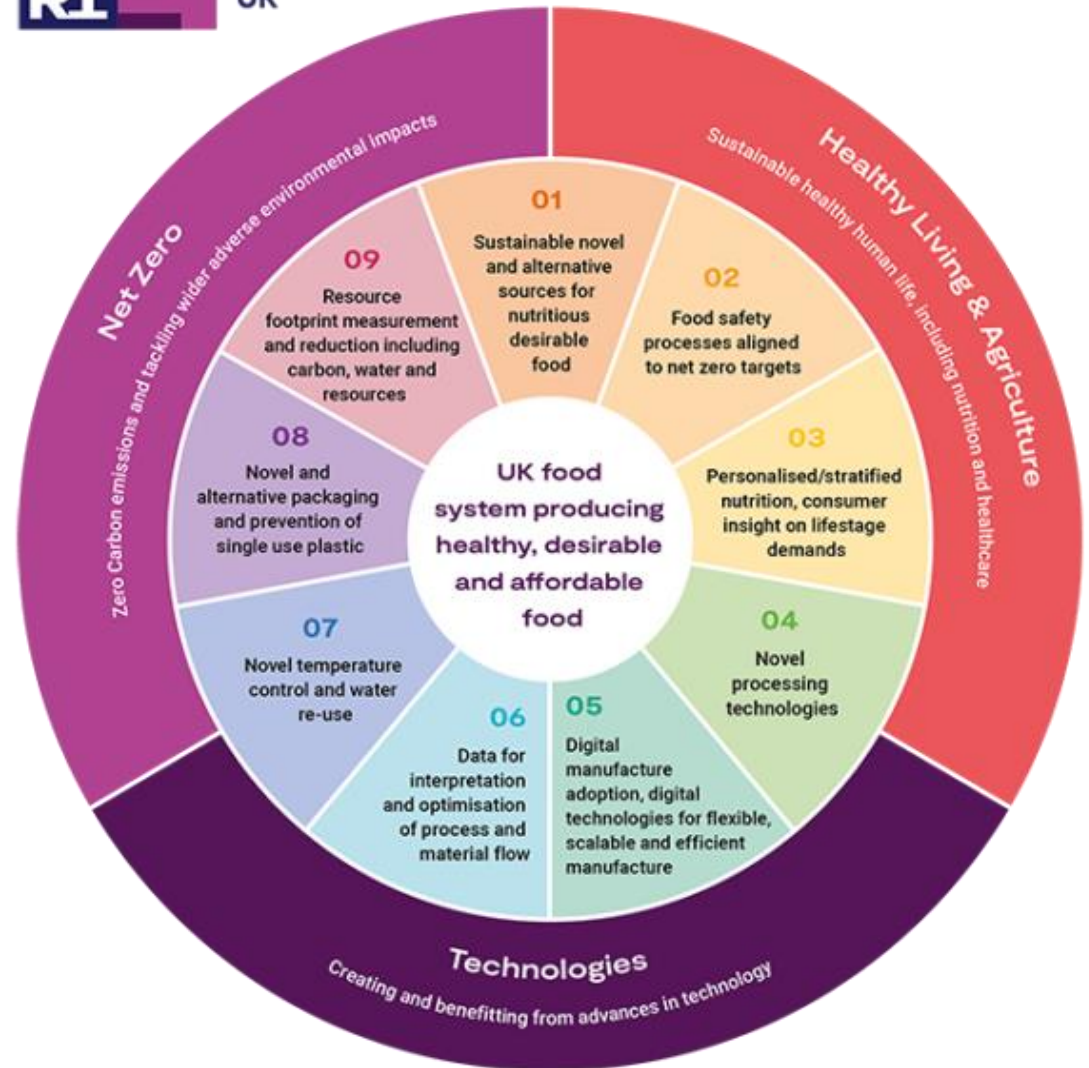 UK
Net Zero
Zero Carbon emissions and tackling wider adverse environmental impacts
Healthy Living & Agriculture
Sustainable healthy human life, including nutrition and healthcare
Technologies
Creating and benefitting from advances in technology
01
Sustainable novel
and alternative
sources for
nutritious
desirable
food
02
Food safety
processes aligned
to net zero targets
03
Personalised/stratified
nutrition, consumer
insight on lifestage
demands
04
Novel
processing
technologies
05
Digital
manufacture
adoption, digital
technologies for flexible,
scalable and efficient
manufacture
06
Data for
interpretation
and optimisation
of process and
material flow
07
Novel temperature
control and water
re-use
08
Novel and
alternative packaging
and prevention of
single use plastic
09
Resource
footprint measurement
and reduction including
carbon, water and
resources
UK food
system producing
healthy, desirable
and affordable
food